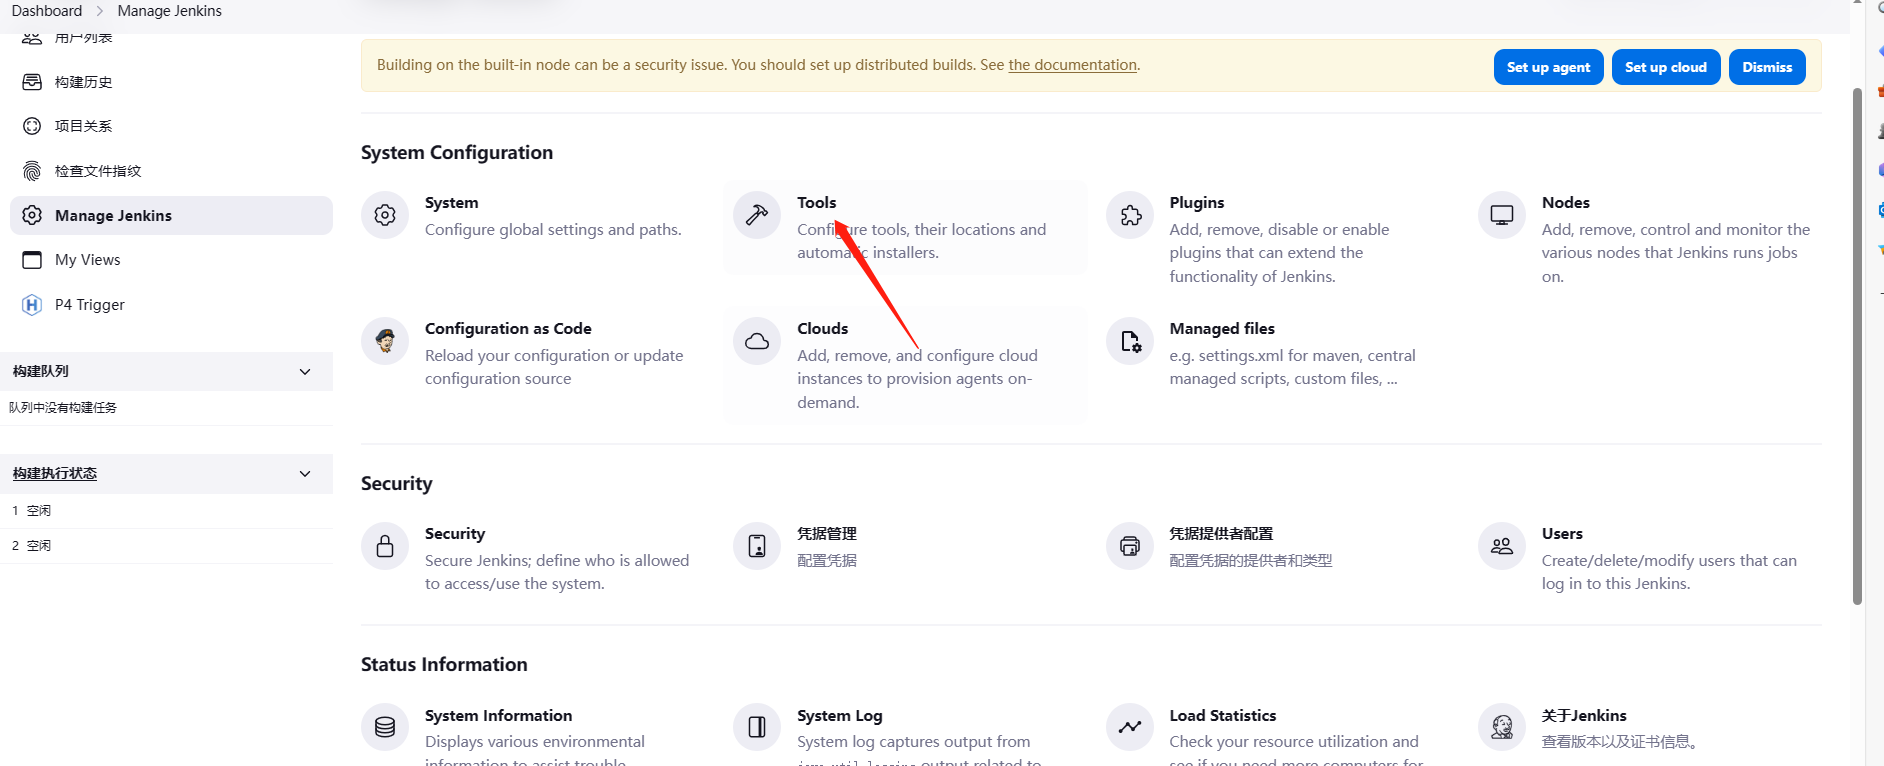 Dashboard > Manage Jenkins
用户列表
构建历史
项目关系
检查文件指纹
Manage Jenkins
My Views
P4 Trigger
构建队列
队列中没有构建任务
构建执行状态
1 空闲
2 空闲
Building on the built-in node can be a security issue. You should set up distributed builds. See the documentation.
Set up agent
Set up cloud
Dismiss
System Configuration
System
Configure global settings and paths.
Tools
Configure tools, their locations and
automatic installers.
Plugins
Add, remove, disable or enable
plugins that can extend the
functionality of Jenkins.
Nodes
Add, remove, control and monitor the
various nodes that Jenkins runs jobs
on.
Configuration as Code
Reload your configuration or update
configuration source
Clouds
Add, remove, and configure cloud
instances to provision agents on-
demand.
Managed files
e.g. settings.xml for maven, central
managed scripts, custom files, ...
Security
Security
Secure Jenkins; define who is allowed
to access/use the system.
凭据管理
配置凭据
凭据提供者配置
配置凭据的提供者和类型
Users
Create/delete/modify users that can
log in to this Jenkins.
Status Information
System Information
Displays various environmental
information to assist trouble
System Log
System log captures output from
java.util.logging output related to
Load Statistics
Check your resource utilization and
see if you need more computers for
关于Jenkins
查看版本以及证书信息。